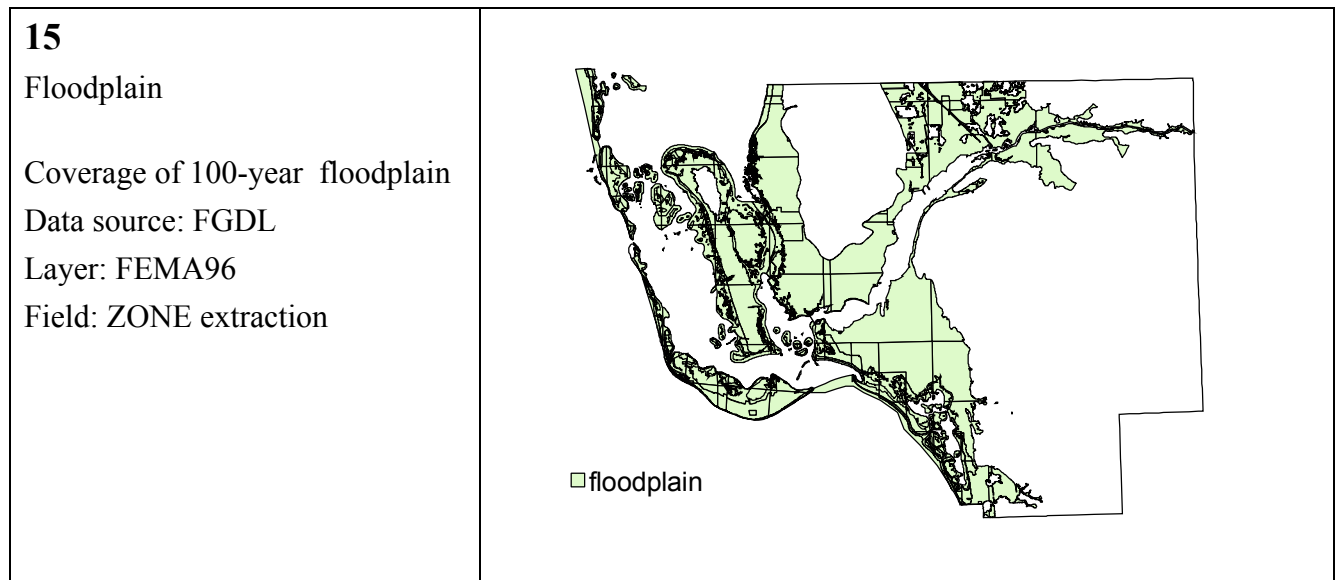 15
Floodplain
Coverage of 100-year floodplain
Data source: FGDL
Layer: FEMA96
Field: ZONE extraction
floodplain